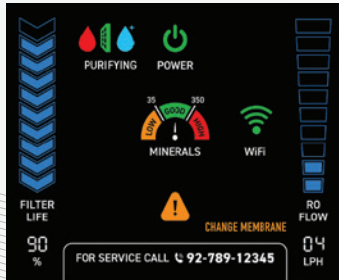 PURIFYING
POWER
35
350
LOW
GOOD
HIGH
MINERALS
WiFi
FILTER
LIFE
90
%
CHANGE MEMBRANE
RO
FLOW
04
LPH
FOR SERVICE CALL 92-789-12345